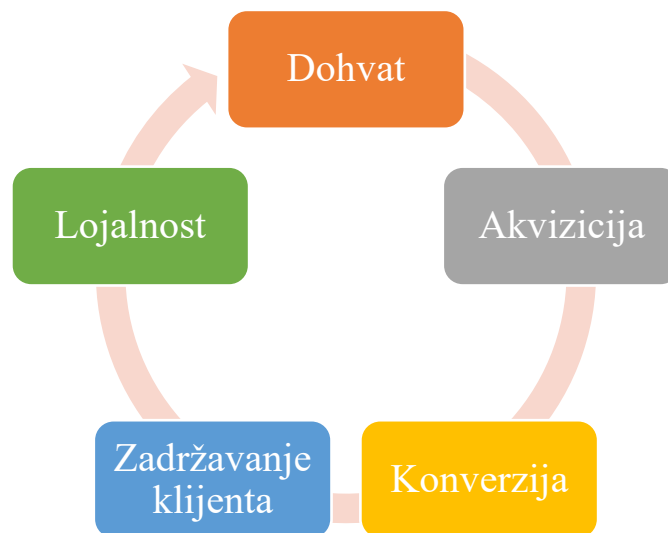 Dohvat
Akvizicija
Konverzija
Zadržavanje
klijenta
Lojalnost